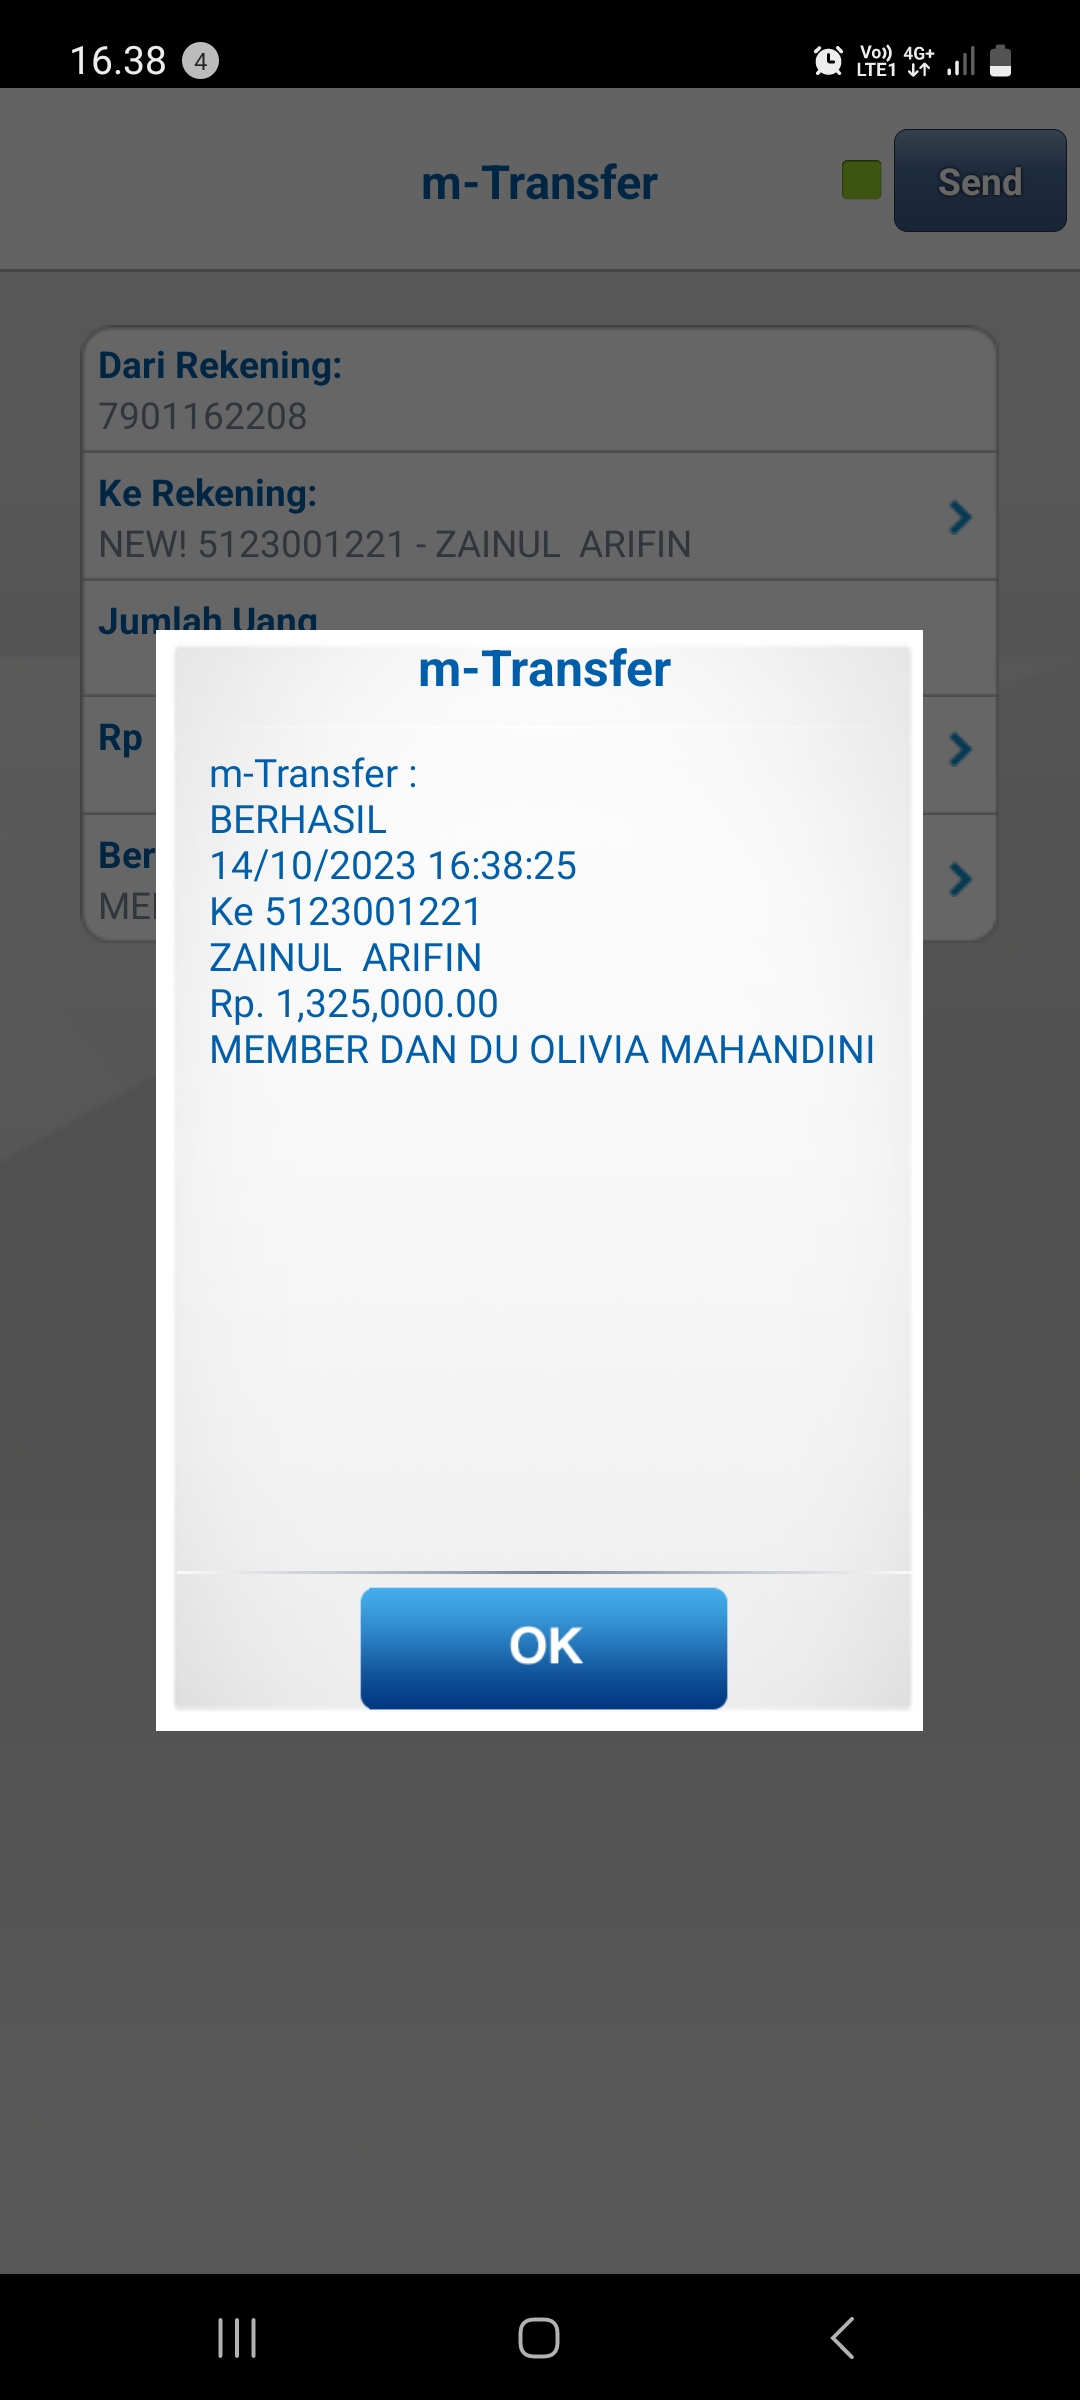 16.38 4 Vo)) LTE1 4G+
m-Transfer
Send
Dari Rekening:
7901162208
Ke Rekening:
NEW! 5123001221 - ZAINUL  ARIFIN
Jumlah Uang
Rp
m-Transfer
m-Transfer :
BERHASIL
14/10/2023 16:38:25
Ke 5123001221
ZAINUL  ARIFIN
Rp. 1,325,000.00
MEMBER DAN DU OLIVIA MAHANDINI
OK